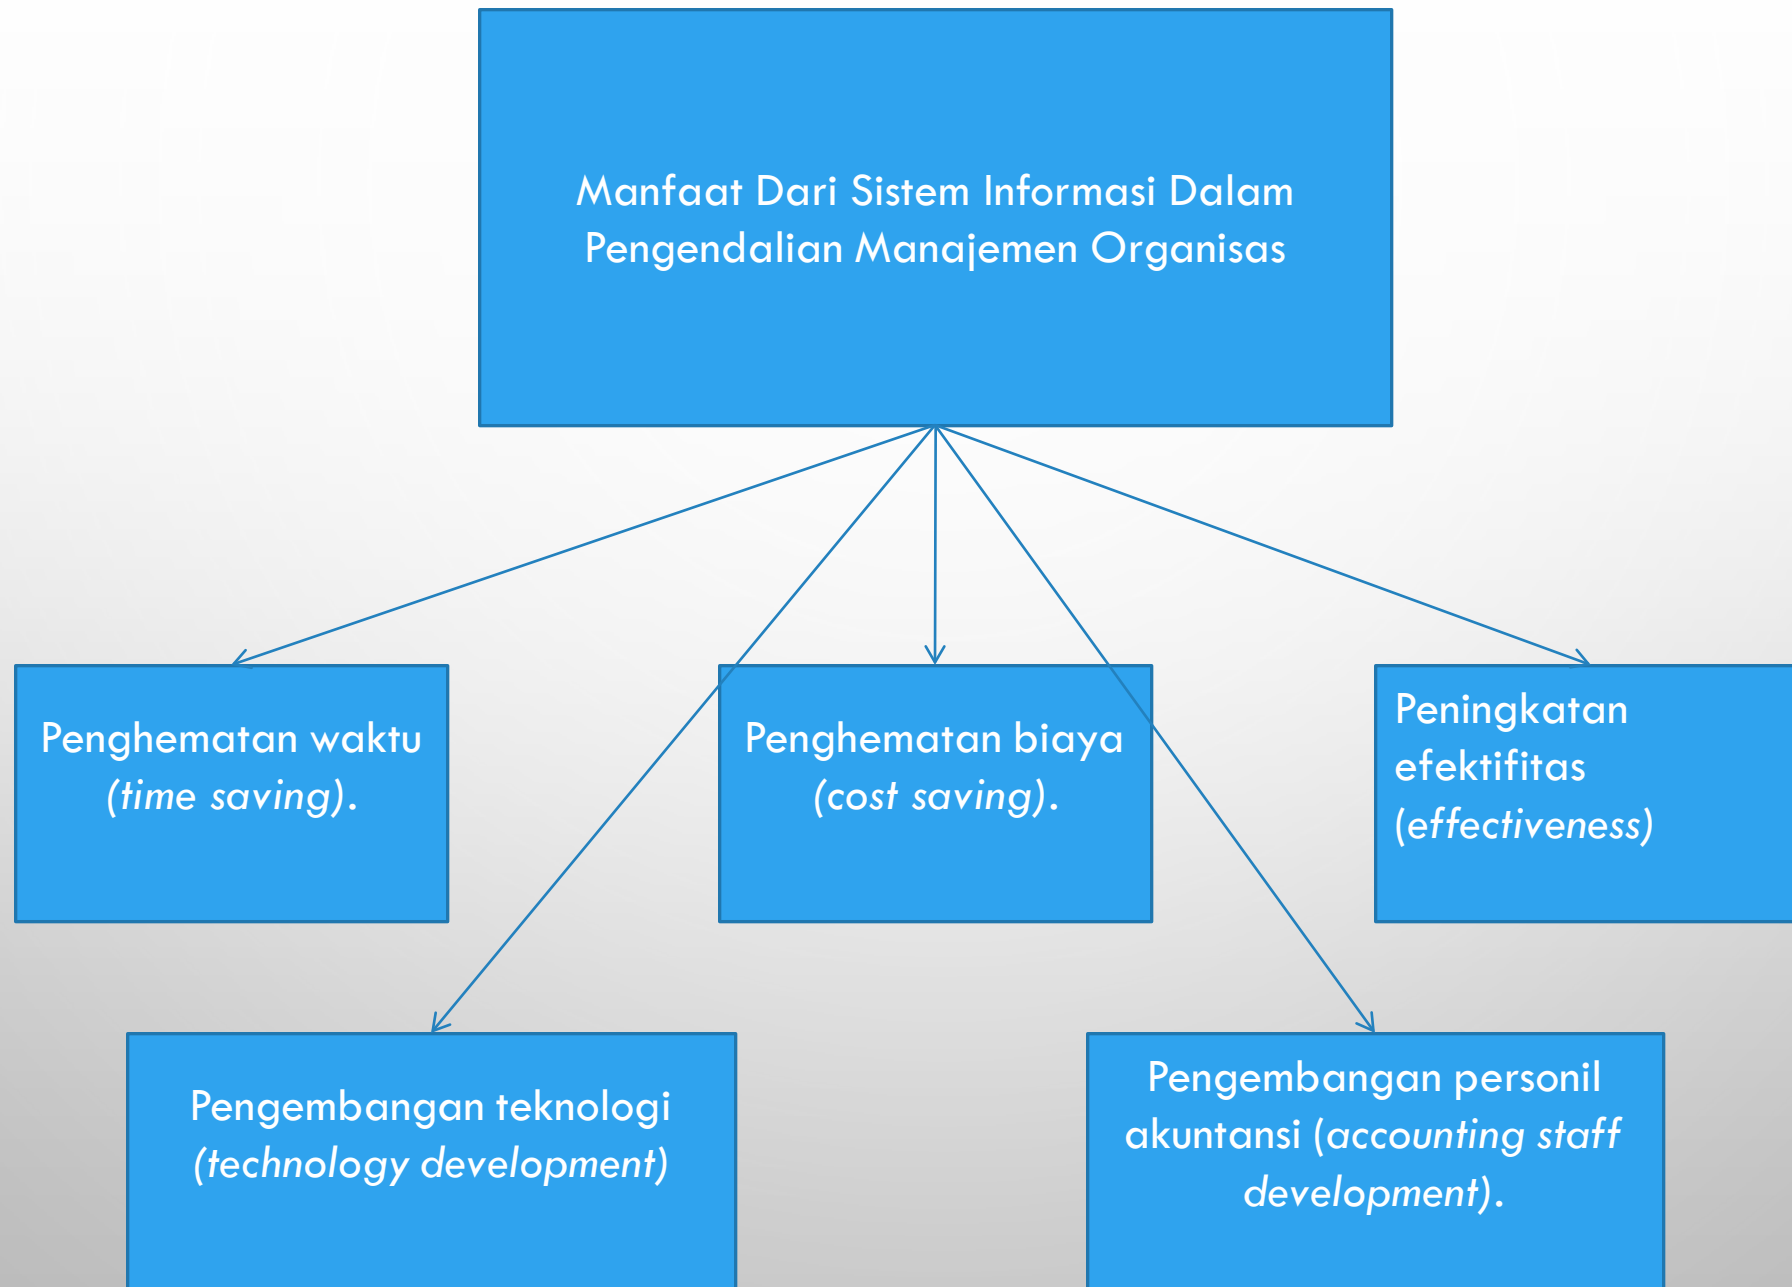 Manfaat Dari Sistem Informasi Dalam
Pengendalian Manajemen Organisas
Penghematan waktu
(time saving).
Penghematan biaya
(cost saving).
Peningkatan
efektifitas
(effectiveness)
Pengembangan teknologi
(technology development)
Pengembangan personil
akuntansi (accounting staff
development).